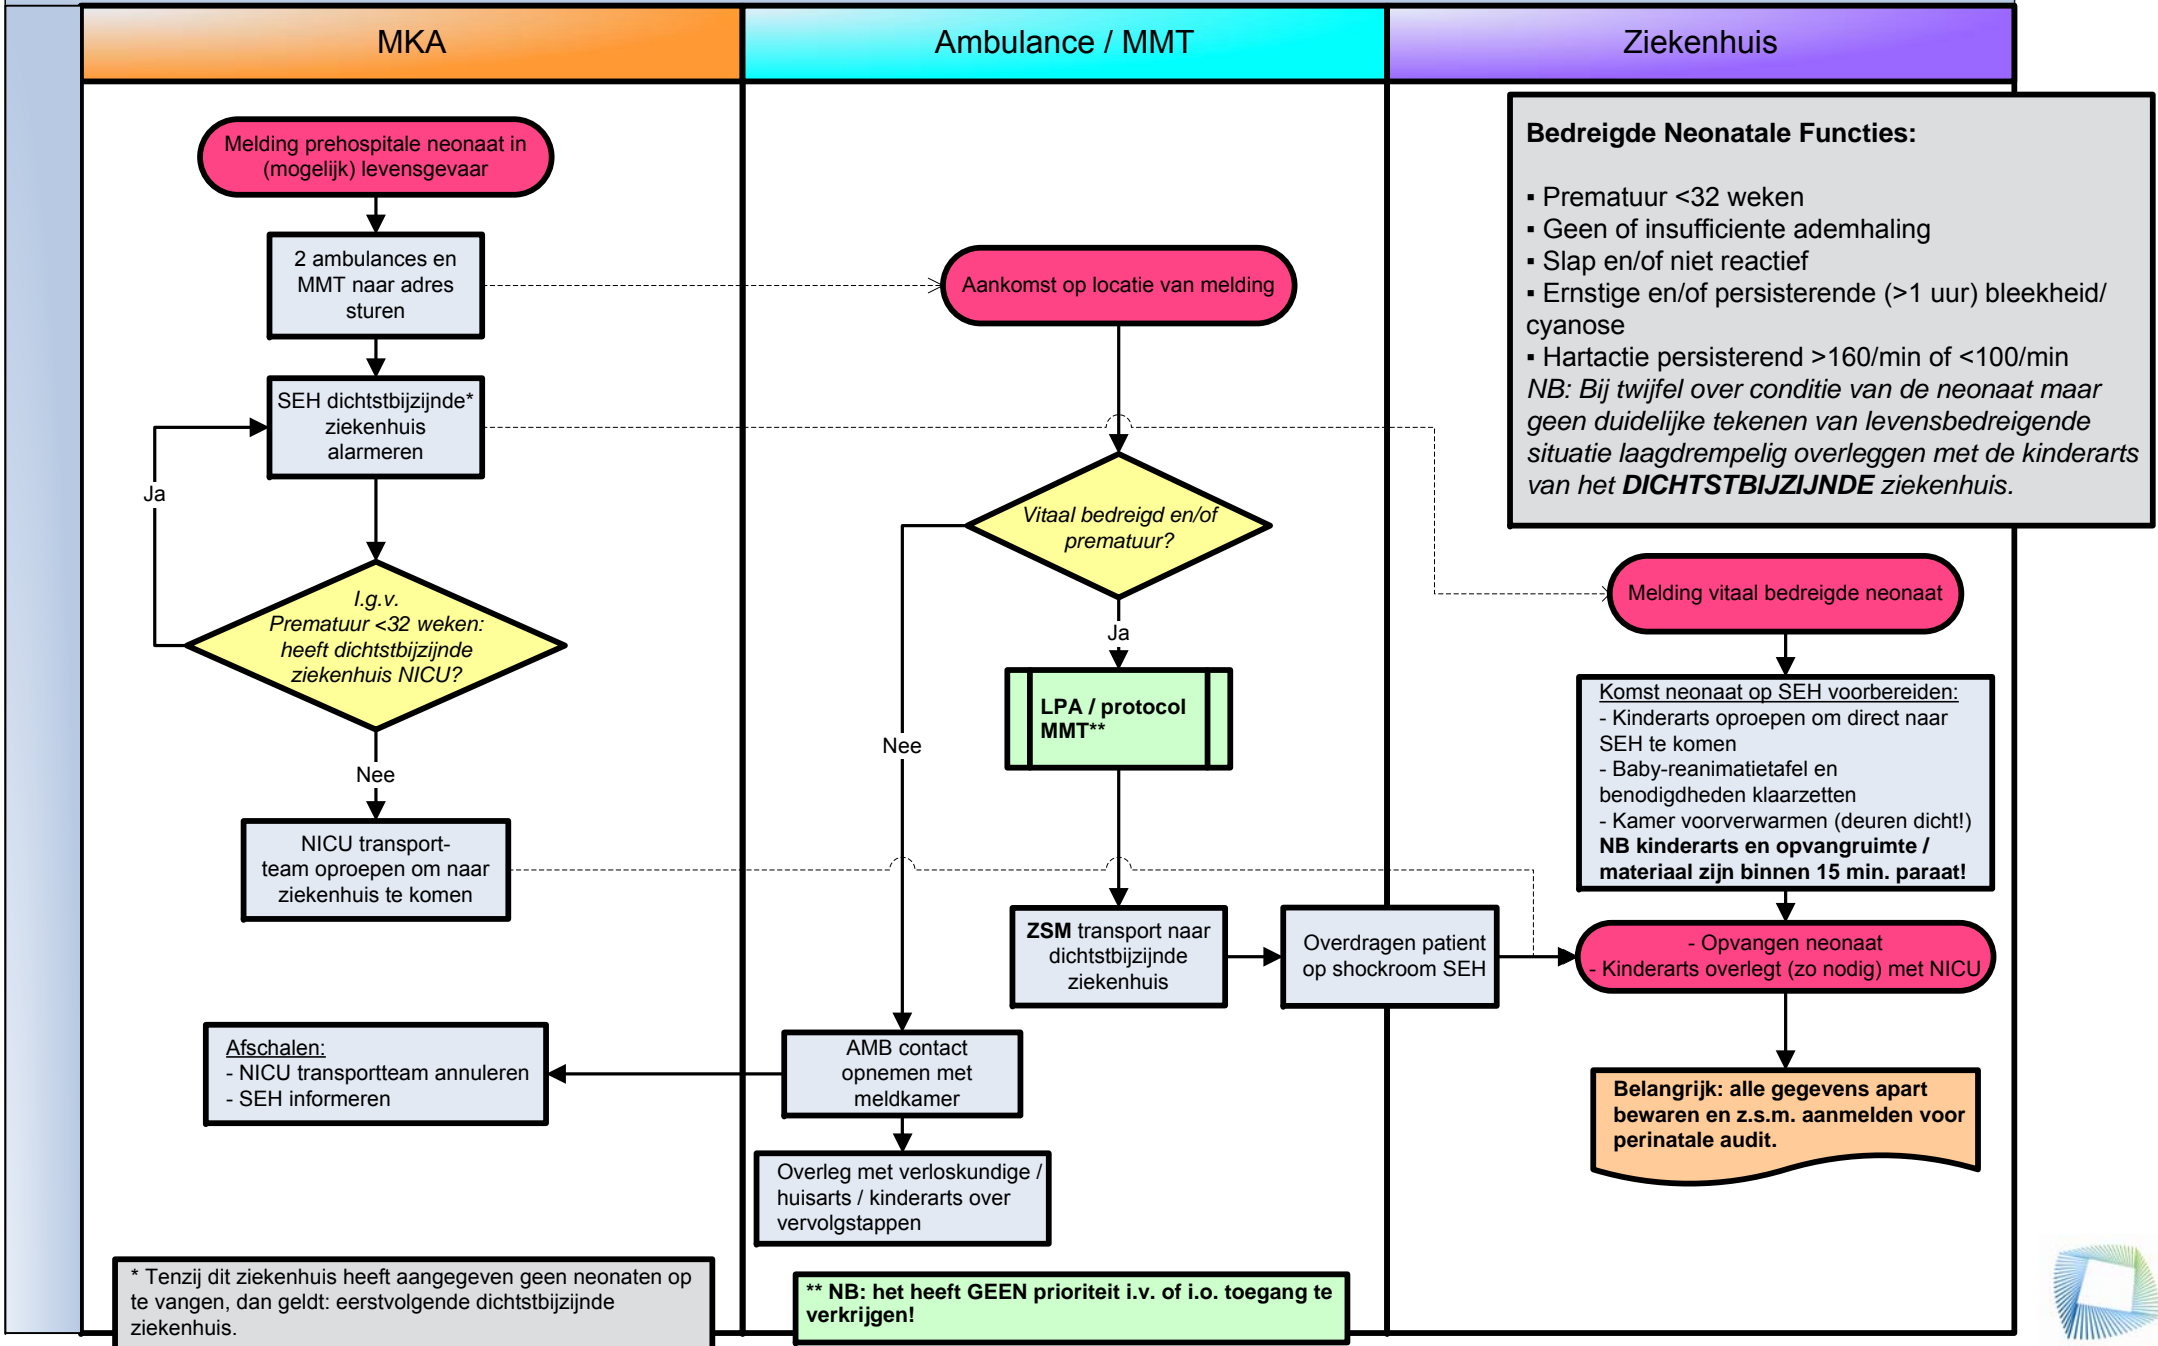 MKA
Ambulance / MMT
Ziekenhuis
Melding prehospitale neonaat in
(mogelijk) levensgevaar
2 ambulances en
MMT naar adres
sturen
SEH dichtstbijzijnde*
ziekenhuis
alarmeren
Ja
I.g.v.
Prematuur <32 weken:
heeft dichtstbijzijnde
ziekenhuis NICU?
Nee
NICU transport-
team oproepen om naar
ziekenhuis te komen
Afschalen:
- NICU transportteam annuleren
- SEH informeren
* Tenzij dit ziekenhuis heeft aangegeven geen neonaten op
te vangen, dan geldt: eerstvolgende dichtstbijzijnde
ziekenhuis.
Aankomst op locatie van melding
Vitaal bedreigd en/of
prematuur?
Ja
Nee
LPA / protocol
MMT**
ZSM transport naar
dichtstbijzijnde
ziekenhuis
Overdragen patient
op shockroom SEH
AMB contact
opnemen met
meldkamer
Overleg met verloskundige /
huisarts / kinderarts over
vervolgstappen
** NB: het heeft GEEN prioriteit i.v. of i.o. toegang te
verkrijgen!
Bedreigde Neonatale Functies:
▪ Prematuur <32 weken
▪ Geen of insufficiente ademhaling
▪ Slap en/of niet reactief
▪ Ernstige en/of persisterende (>1 uur) bleekheid/
cyanose
▪ Hartactie persisterend >160/min of <100/min
NB: Bij twijfel over conditie van de neonaat maar
geen duidelijke tekenen van levensbedreigende
situatie laagdrempelig overleggen met de kinderarts
van het DICHTSTBIJZIJNDE ziekenhuis.
Melding vitaal bedreigde neonaat
Komst neonaat op SEH voorbereiden:
- Kinderarts oproepen om direct naar
SEH te komen
- Baby-reanimatietafel en
benodigdheden klaarzetten
- Kamer voorverwarmen (deuren dicht!)
NB kinderarts en opvangruimte /
materiaal zijn binnen 15 min. paraat!
- Opvangen neonaat
- Kinderarts overlegt (zo nodig) met NICU
Belangrijk: alle gegevens apart
bewaren en z.s.m. aanmelden voor
perinatale audit.